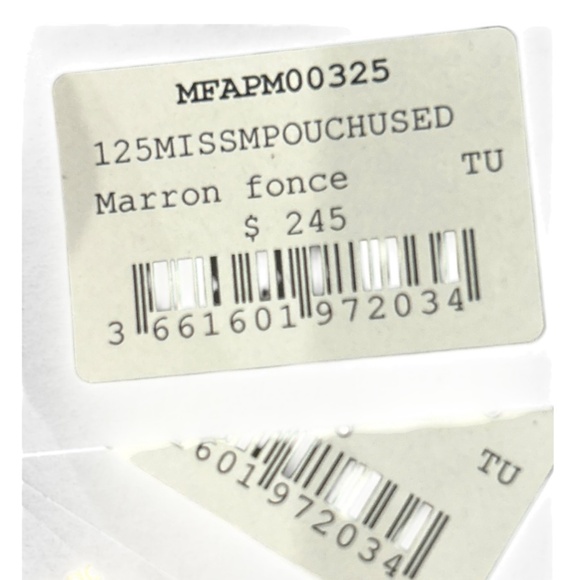 MFAPM00325
125MISSMPOUCHUSED
Marron fonce TU
$ 245
3 661601 972034
TU
601 972034